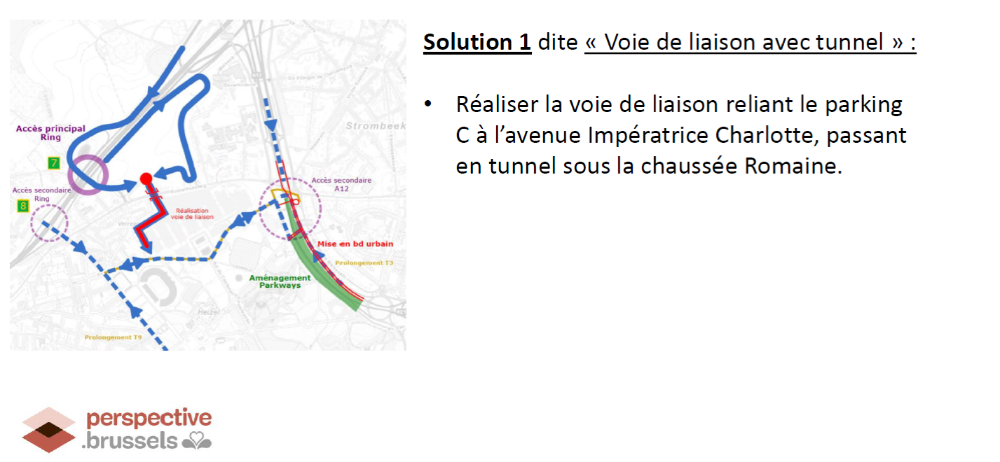 Solution 1 dite « Voie de liaison avec tunnel » :
• Réaliser la voie de liaison reliant le parking
C à l’avenue Impératrice Charlotte, passant
en tunnel sous la chaussée Romaine.
Accès principal
Ring
7
Strombeek
Accès secondaire
Ring
8
Accès secondaire
A12
Réalisation
voie de liaison
Mise en bd urbain
Prolongement T3
Aménagement
Parkways
Heizel
Prolongement T9
perspective
.brussels